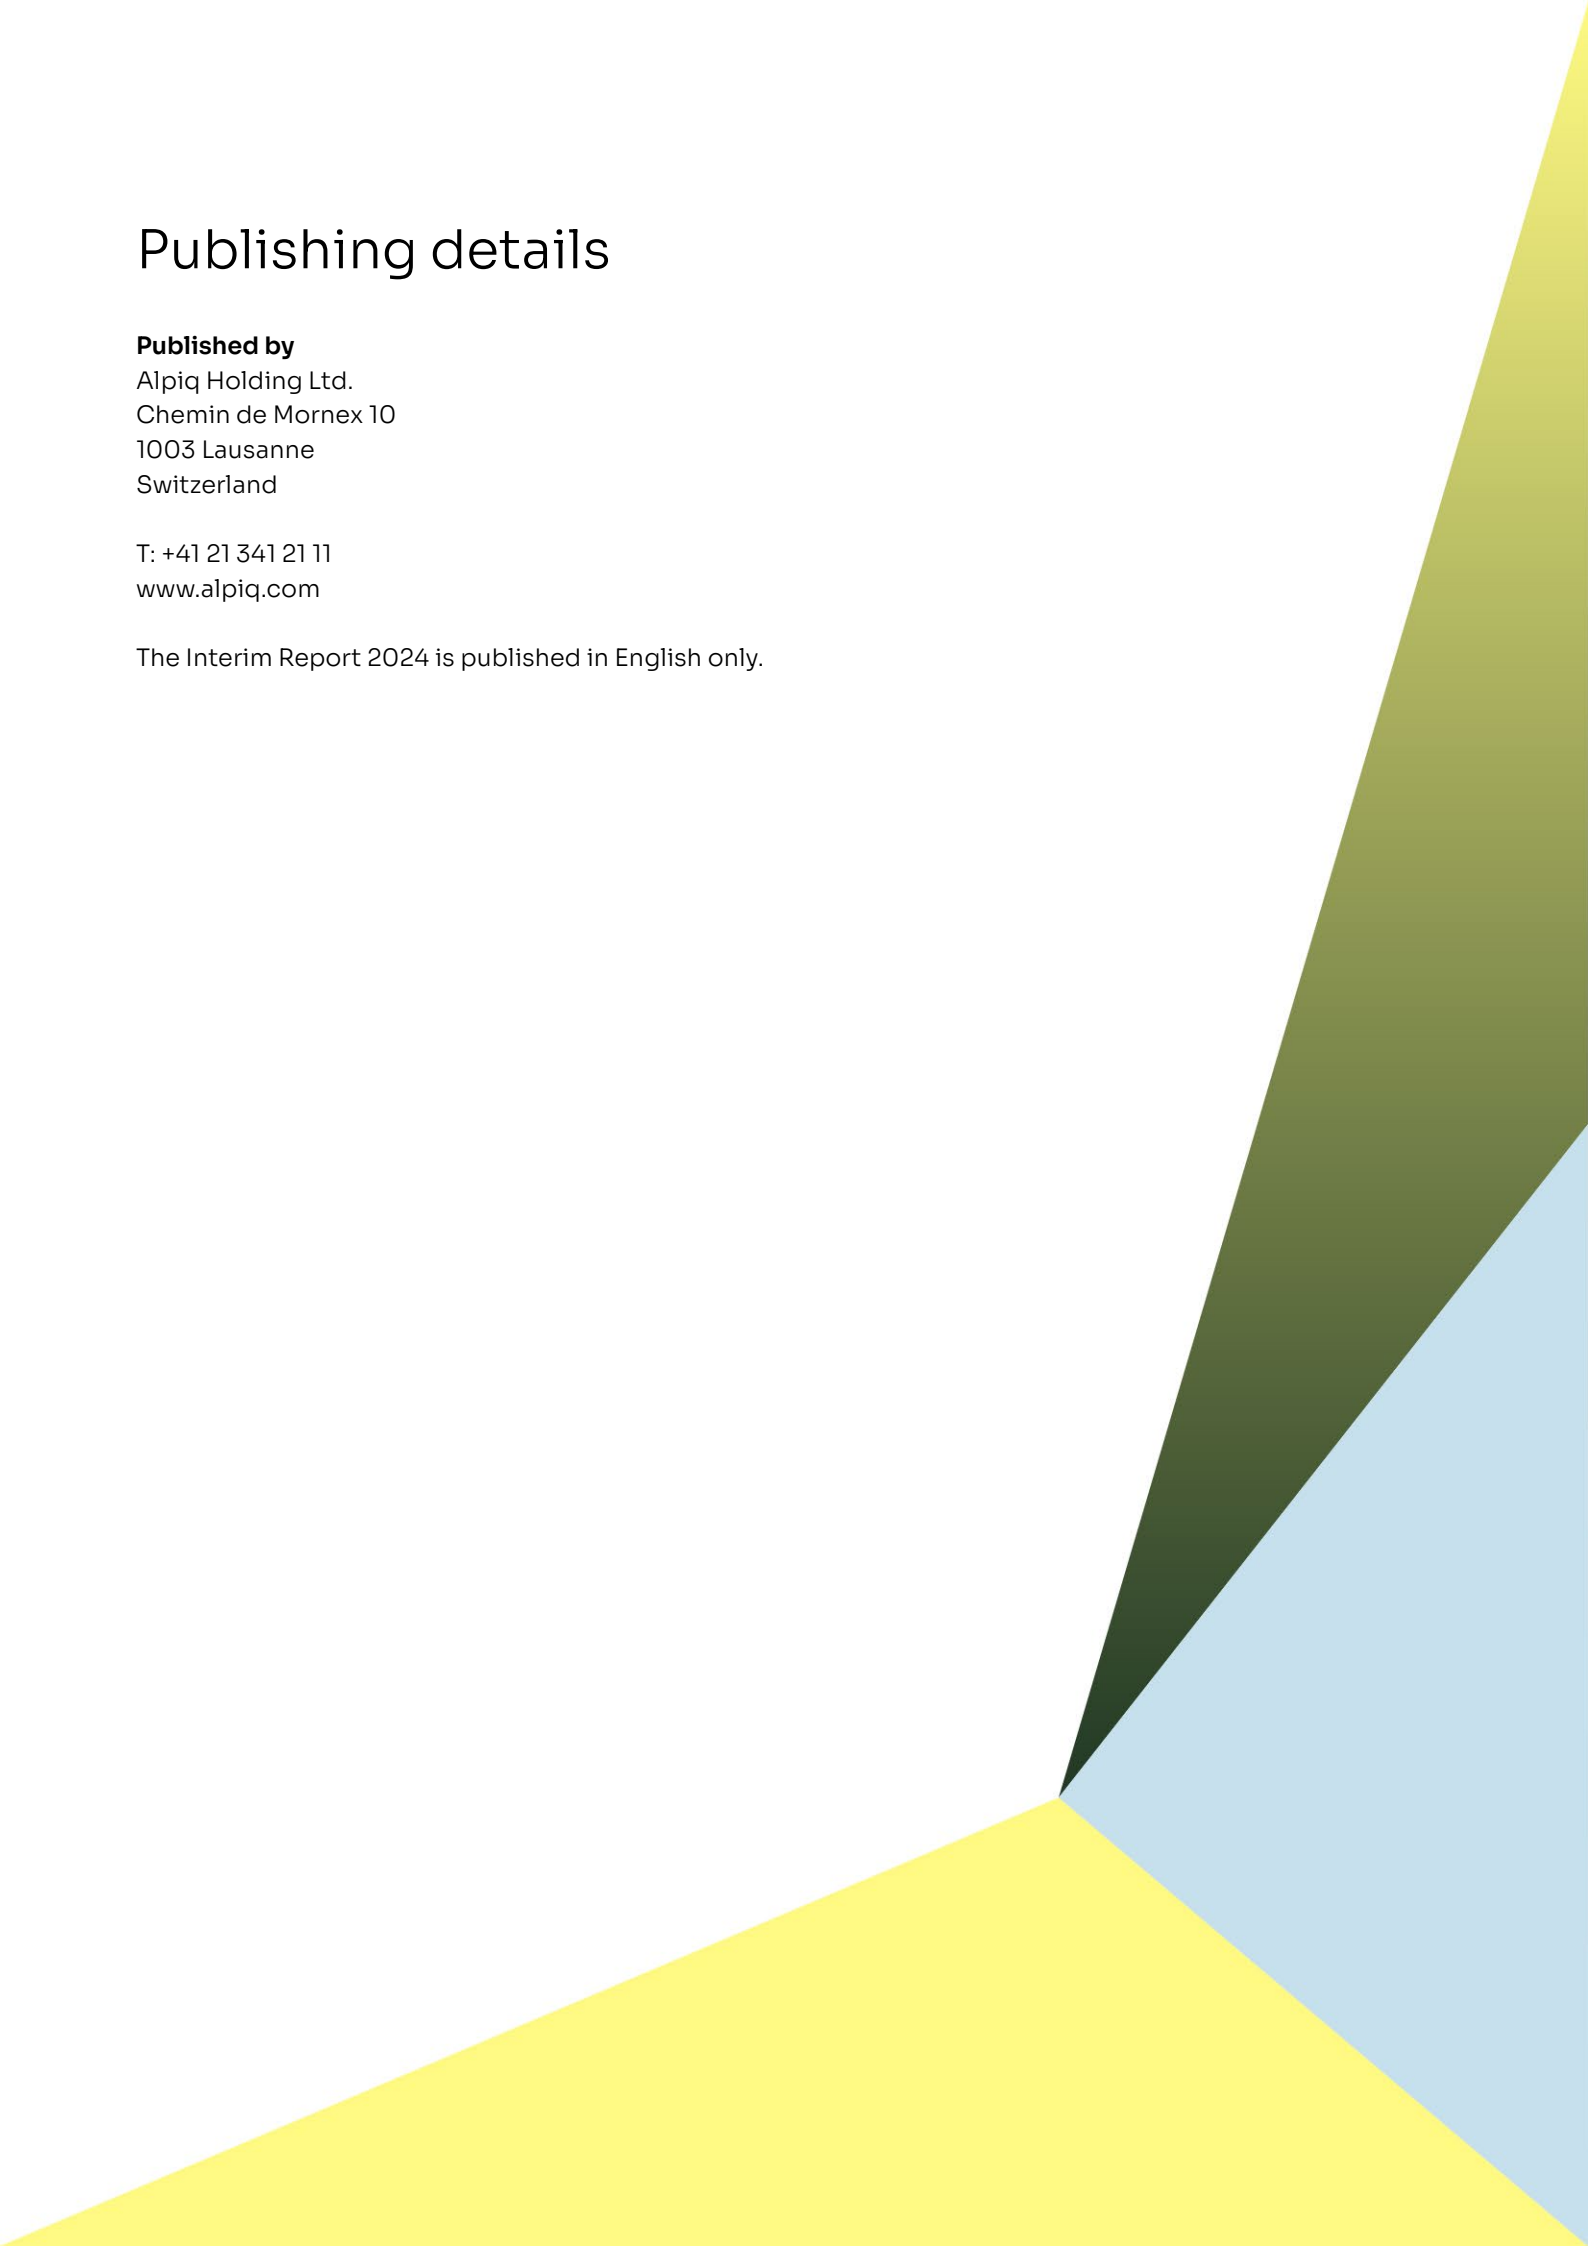 Publishing details
Published by
Alpiq Holding Ltd.
Chemin de Mornex 10
1003 Lausanne
Switzerland
T: +41 21 341 21 11
www.alpiq.com
The Interim Report 2024 is published in English only.